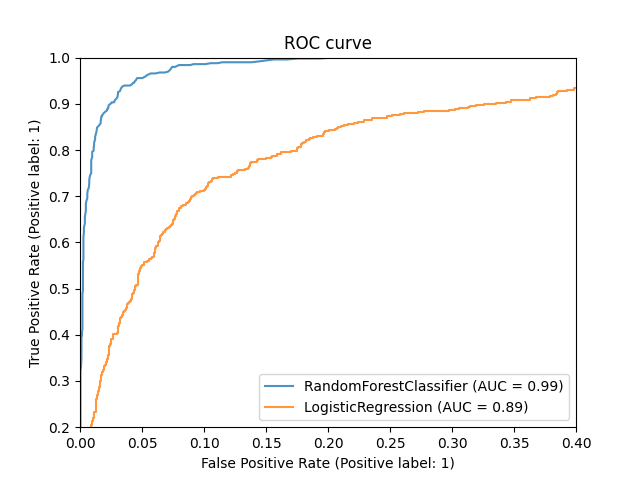 ROC curve
True Positive Rate (Positive label: 1)
1.0
0.9
0.8
0.7
0.6
0.5
0.4
0.3
0.2
RandomForestClassifier (AUC = 0.99)
LogisticRegression (AUC = 0.89)
0.00 0.05 0.10 0.15 0.20 0.25 0.30 0.35 0.40
False Positive Rate (Positive label: 1)